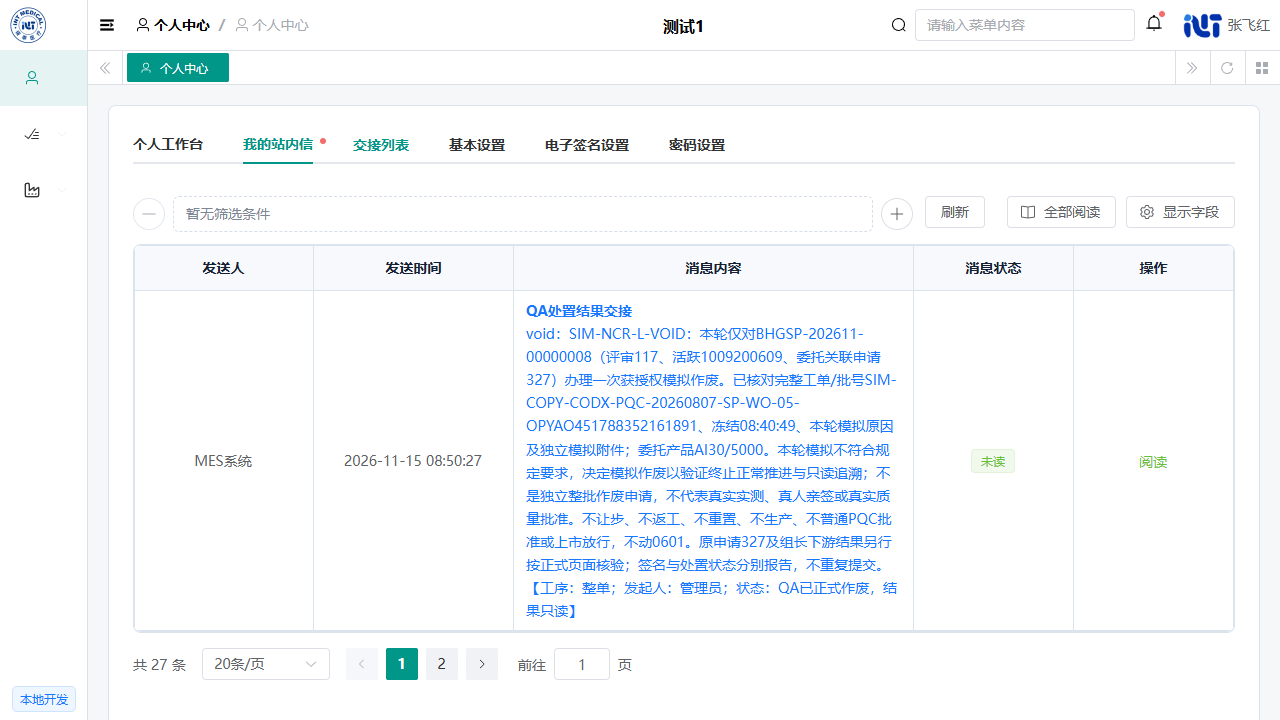 INT MEDICAL
iNT
个人中心 / 个人中心
测试1
请输入菜单内容
iNT
张飞红
个人中心
个人工作台
我的站内信
交接列表
基本设置
电子签名设置
密码设置
暂无筛选条件
刷新
全部阅读
显示字段
发送人
发送时间
消息内容
消息状态
操作
MES系统
2026-11-15 08:50:27
QA处置结果交接
void：SIM-NCR-L-VOID：本轮仅对BHGSP-202611-
00000008（评审117、活跃1009200609、委托关联申请
327）办理一次获授权模拟作废。已核对完整工单/批号SIM-
COPY-CODX-PQC-20260807-SP-WO-05-
OPYAO451788352161891、冻结08:40:49、本轮模拟原因
及独立模拟附件；委托产品AI30/5000。本轮模拟不符合规
定要求，决定模拟作废以验证终止正常推进与只读追溯；不
是独立整批作废申请，不代表真实实测、真人亲签或真实质
量批准。不让步、不返工、不重置、不生产、不普通PQC批
准或上市放行，不动0601。原申请327及组长下游结果另行
按正式页面核验；签名与处置状态分别报告，不重复提交。
【工序：整单；发起人：管理员；状态：QA已正式作废，结
果只读】
未读
阅读
共 27 条
20条/页
1
2
前往
1
页
本地开发